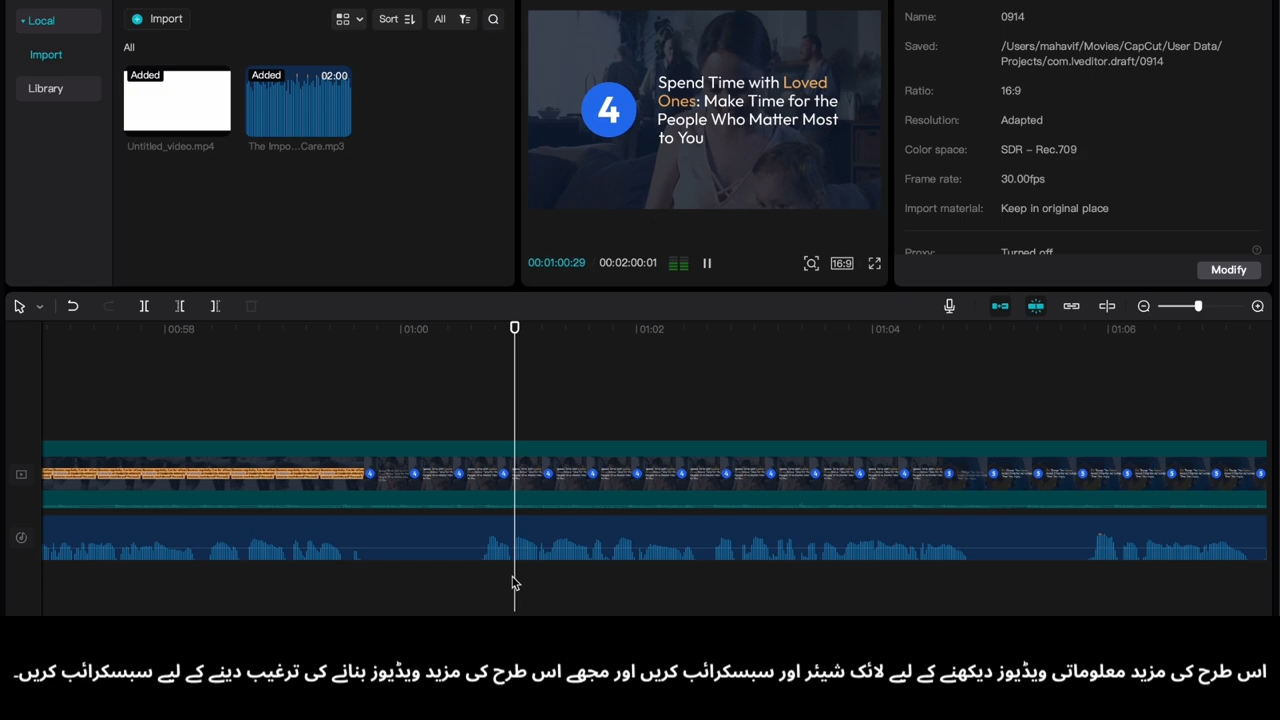 Local
Import
Library
Import
Sort
All
All
Added
Added
02:00
Untitled_video.mp4
The Impo...Care.mp3
4
Spend Time with Loved
Ones: Make Time for the
People Who Matter Most
to You
00:01:00:29
00:02:00:01
16:9
Name: 0914
Saved: /Users/mahavif/Movies/CapCut/User Data/
Projects/com.lveditor.draft/0914
Ratio: 16:9
Resolution: Adapted
Color space: SDR – Rec.709
Frame rate: 30.00fps
Import material: Keep in original place
Proxy: Turned off
Modify
00:58
01:00
01:02
01:04
01:06
اس طرح کی مزید معلوماتی ویڈیوز دیکھنے کے لیے لائک شیئر اور سبسکرائب کریں اور مجھے اس طرح کی مزید ویڈیوز بنانے کی ترغیب دینے کے لیے سبسکرائب کریں۔